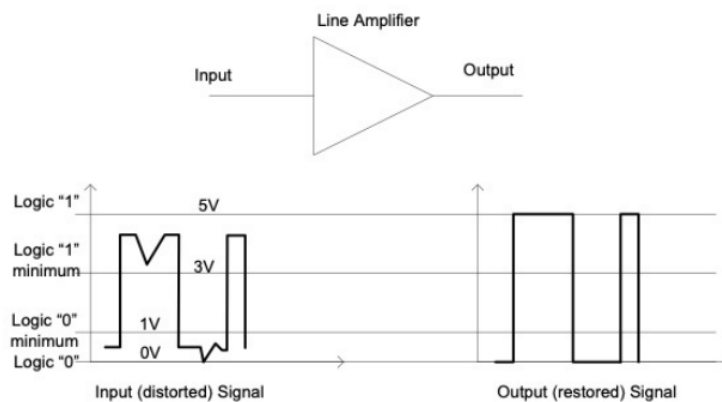 Line Amplifier
Input
Output
Logic “1”
5V
Logic “1”
minimum
3V
Logic “0”
minimum
1V
0V
Logic “0”
Input (distorted) Signal
Output (restored) Signal